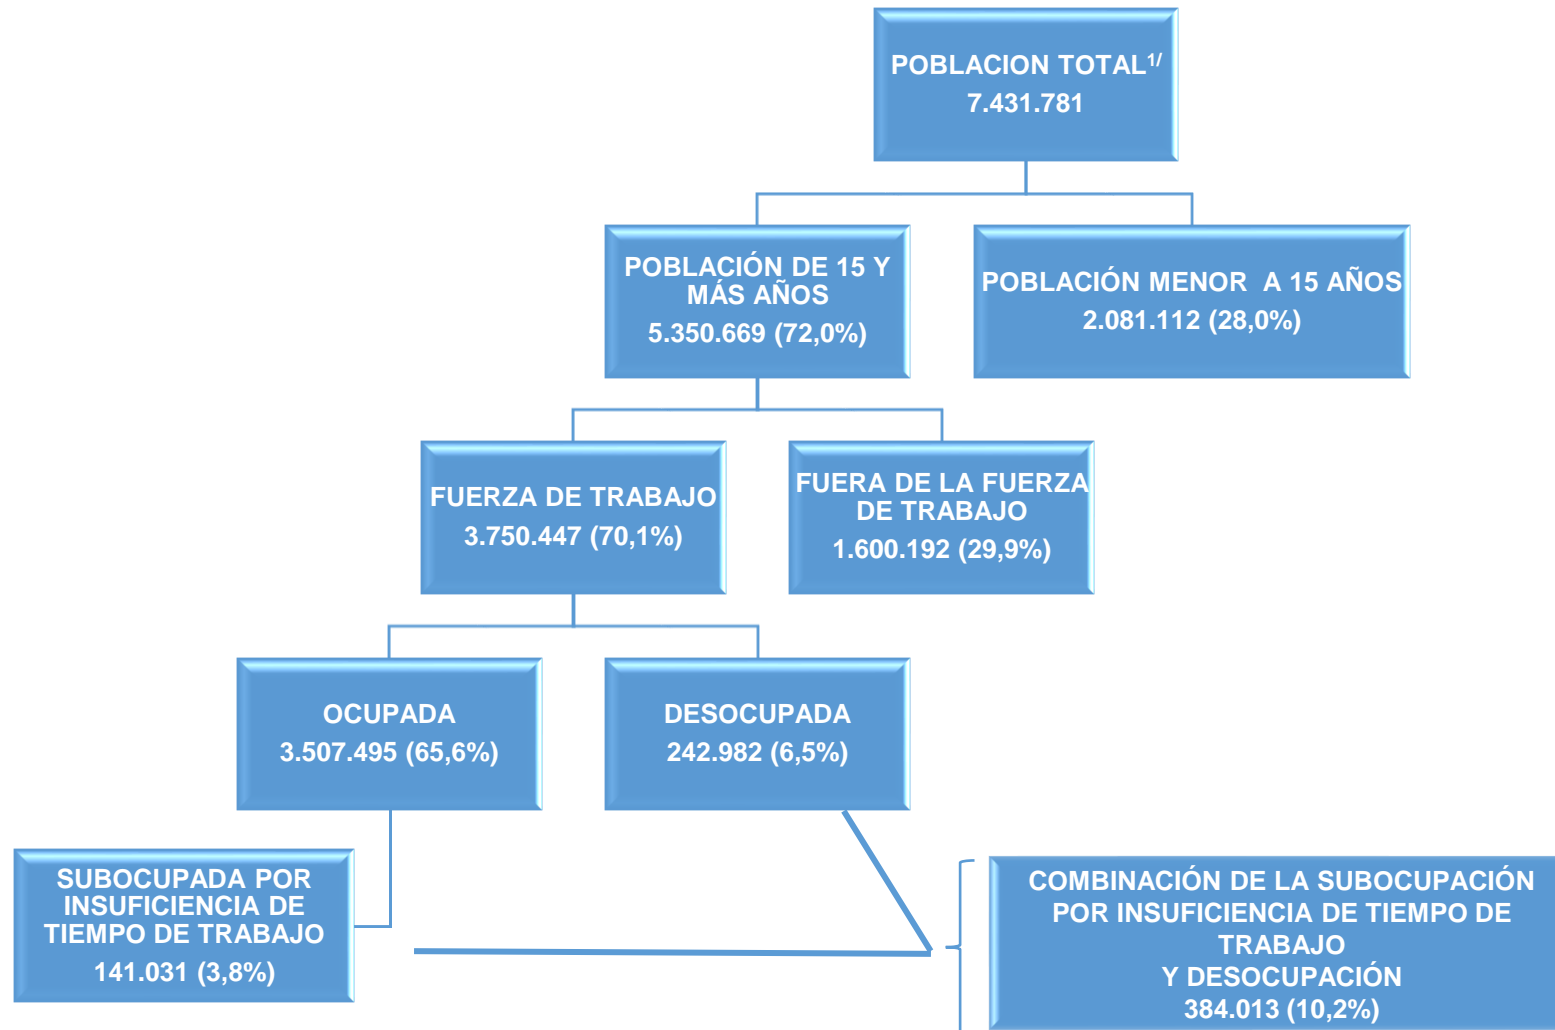 POBLACION TOTAL1/
7.431.781
POBLACIÓN DE 15 Y
MÁS AÑOS
5.350.669 (72,0%)
POBLACIÓN MENOR A 15 AÑOS
2.081.112 (28,0%)
FUERZA DE TRABAJO
3.750.447 (70,1%)
FUERA DE LA FUERZA
DE TRABAJO
1.600.192 (29,9%)
OCUPADA
3.507.495 (65,6%)
DESOCUPADA
242.982 (6,5%)
SUBOCUPADA POR
INSUFICIENCIA DE
TIEMPO DE TRABAJO
141.031 (3,8%)
COMBINACIÓN DE LA SUBOCUPACIÓN
POR INSUFICIENCIA DE TIEMPO DE
TRABAJO
Y DESOCUPACIÓN
384.013 (10,2%)